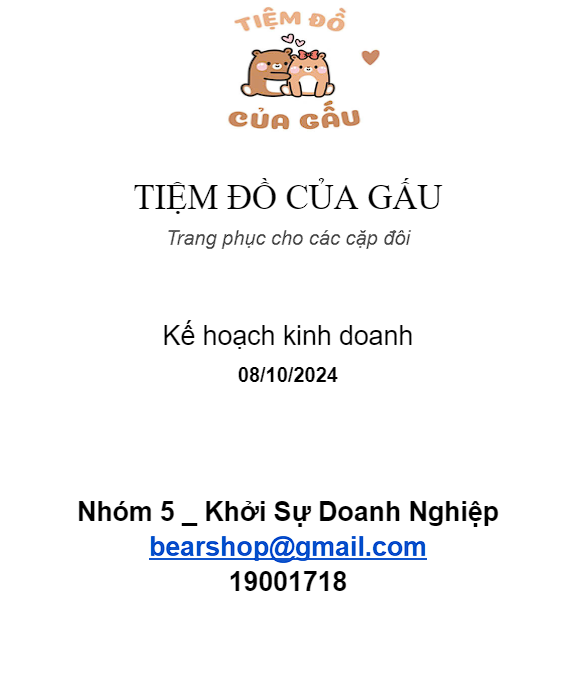 TIỆM ĐỒ
CỦA GẤU
TIỆM ĐỒ CỦA GẤU
Trang phục cho các cặp đôi
Kế hoạch kinh doanh
08/10/2024
Nhóm 5 _ Khởi Sự Doanh Nghiệp
bearshop@gmail.com
19001718